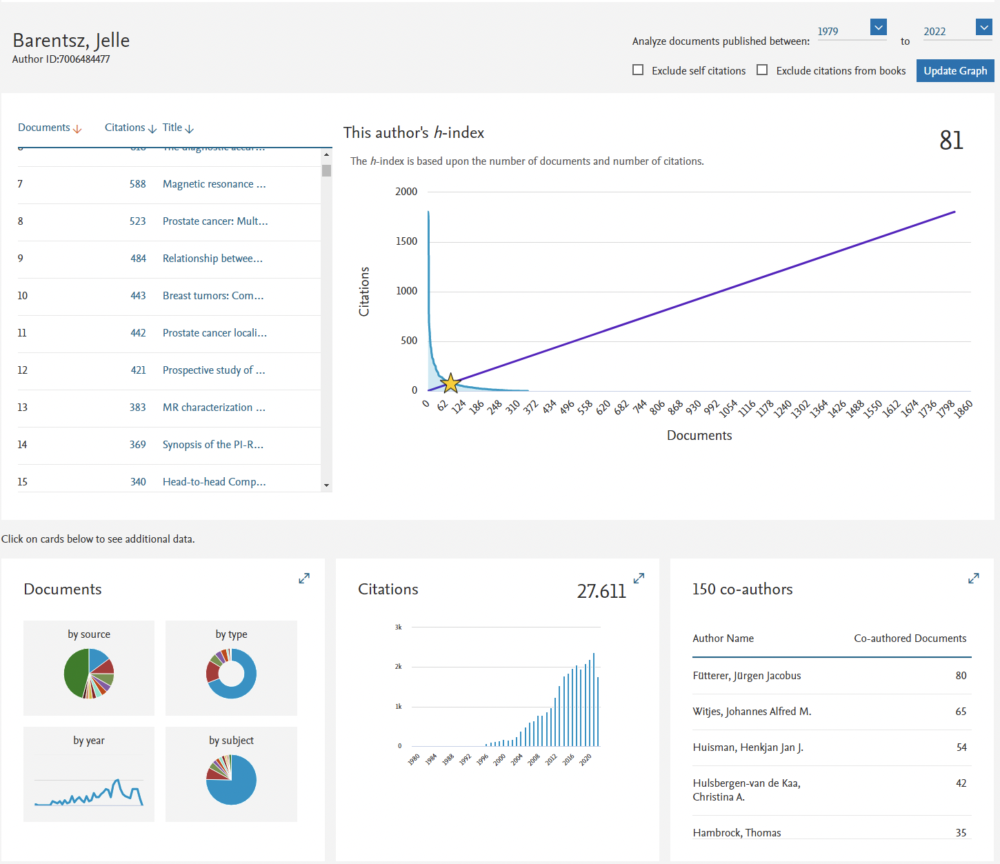 Barentsz, Jelle
Author ID:7006484477
Analyze documents published between: 1979 to 2022
Exclude self citations Exclude citations from books Update Graph
Documents Citations Title
7 588 Magnetic resonance ...
8 523 Prostate cancer: Mult...
9 484 Relationship betwee...
10 443 Breast tumors: Com...
11 442 Prostate cancer locali...
12 421 Prospective study of ...
13 383 MR characterization ...
14 369 Synopsis of the PI-R...
15 340 Head-to-head Comp...
This author's h-index
81
The h-index is based upon the number of documents and number of citations.
2000
1500
1000
500
0
Citations
0 62 124 186 248 310 372 434 496 558 620 682 744 806 868 930 992 1054 1116 1178 1240 1302 1364 1426 1488 1550 1612 1674 1736 1798 1860
Documents
Click on cards below to see additional data.
Documents
by source
by type
by year
by subject
Citations
27.611
3k
2k
1k
0
1980 1984 1988 1992 1996 2000 2004 2008 2012 2016 2020
150 co-authors
Author Name Co-authored Documents
Fütterer, Jürgen Jacobus 80
Witjes, Johannes Alfred M. 65
Huisman, Henkjan Jan J. 54
Hulsbergen-van de Kaa, 42
Christina A.
Hambrock, Thomas 35